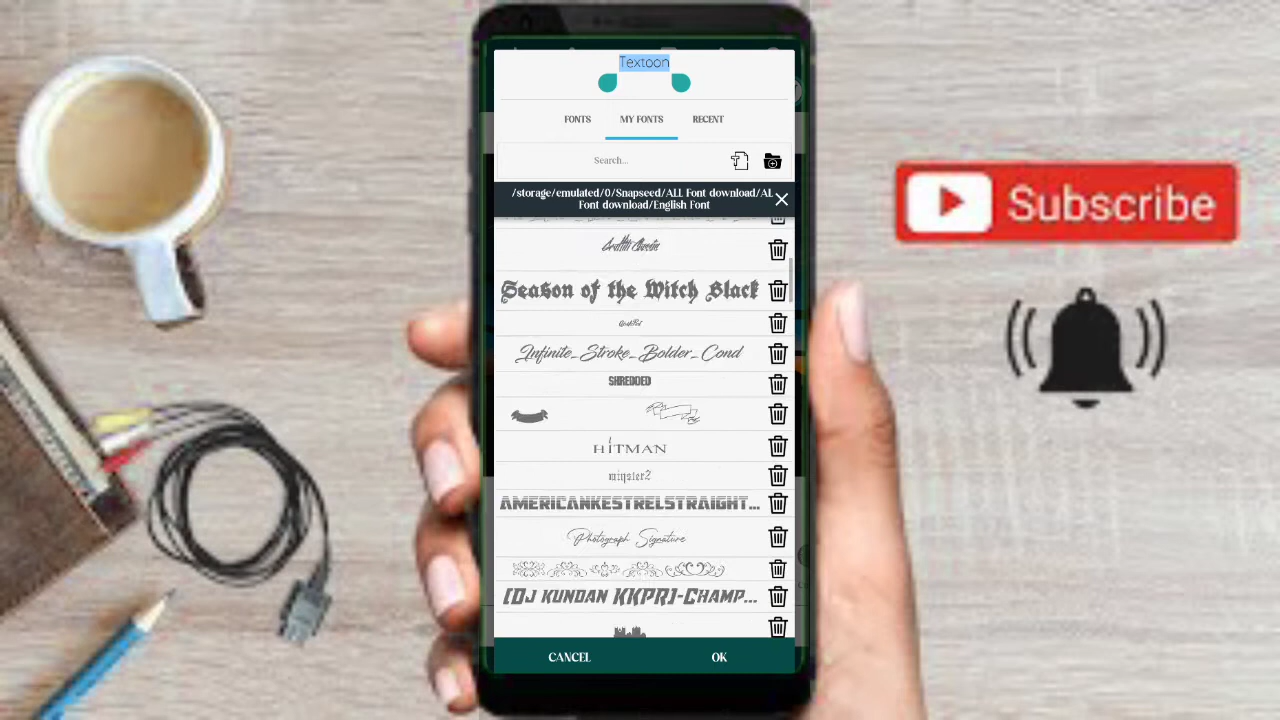 Textoon
FONTS
MY FONTS
RECENT
Search...
/storage/emulated/0/Snapseed/ALL Font download/AL
Font download/English Font
Season of the Witch Black
Infinite_Stroke_Bolder_Cond
SHREDDED
HITMAN
minster2
AMERICANKESTRELSTRAIGHT...
Photograph Signature
[DJ KUNDAN KKPR]-CHAMP...
CANCEL
OK
Subscribe